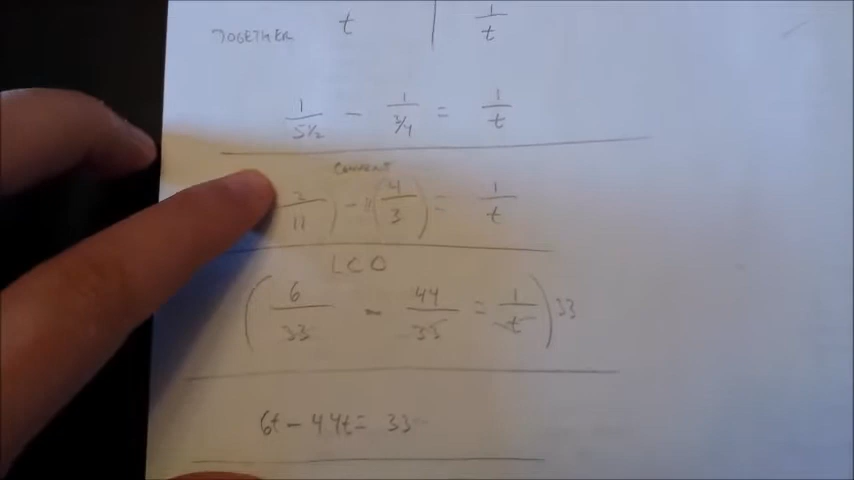 TOGETHER t | 1/t
1/5½ - 1/¾ = 1/t
CONVERT
2/11) - (4/3) = 1/t
LCD
(6/33 - 44/33 = 1/t) 33
6t - 44t = 33